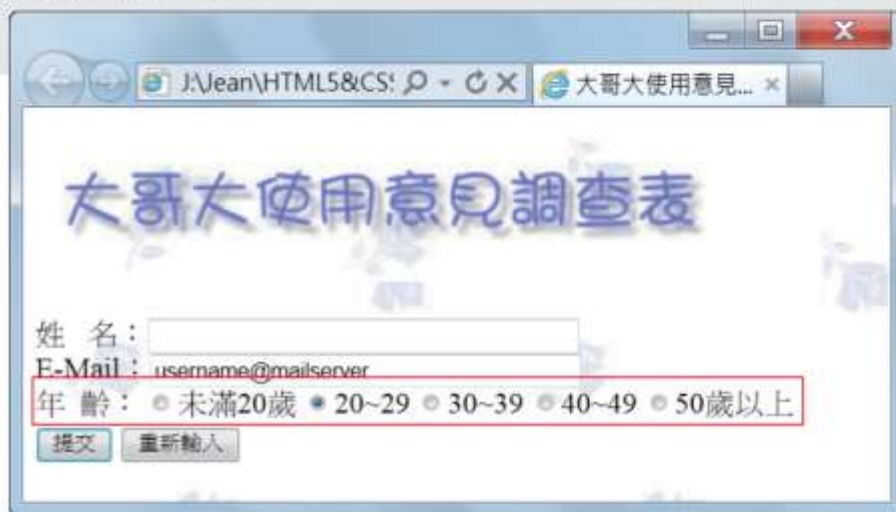 J:\Jean\HTML5&CS! 大哥大使用意見...
大哥大使用意見調查表
姓 名：
E-Mail： username@mailserver
年 齡： 未滿20歲 20~29 30~39 40~49 50歲以上
提交 重新輸入